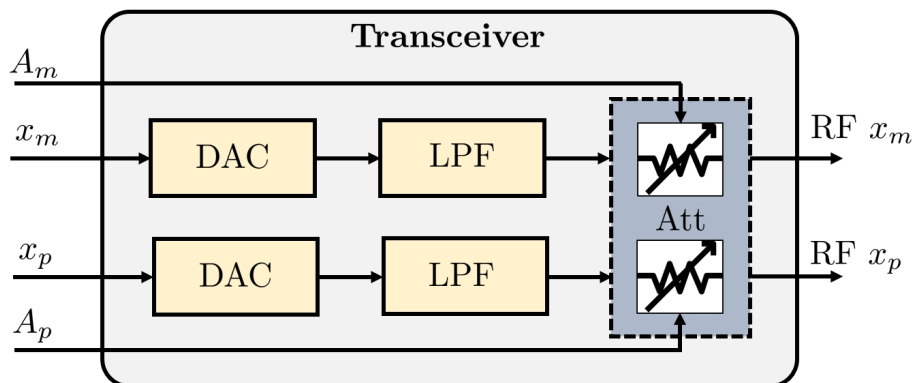 Transceiver
A_m
x_m
DAC
LPF
RF x_m
Att
x_p
DAC
LPF
RF x_p
A_p